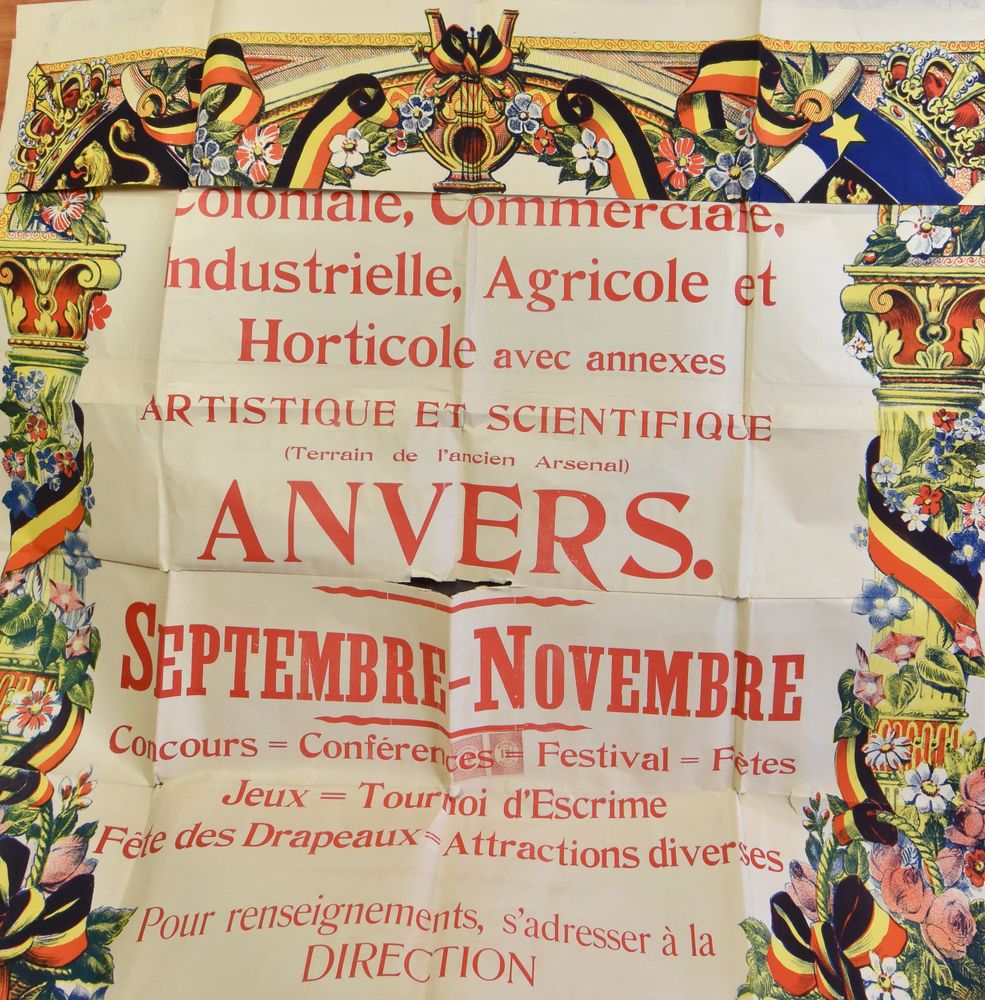 Coloniale, Commerciale,
Industrielle, Agricole et
Horticole avec annexes
ARTISTIQUE ET SCIENTIFIQUE
(Terrain de l'ancien Arsenal)
ANVERS.
SEPTEMBRE-NOVEMBRE
Concours = Conférences = Festival = Fêtes
Jeux = Tournoi d'Escrime
Fête des Drapeaux = Attractions diverses
Pour renseignements, s'adresser à la
DIRECTION